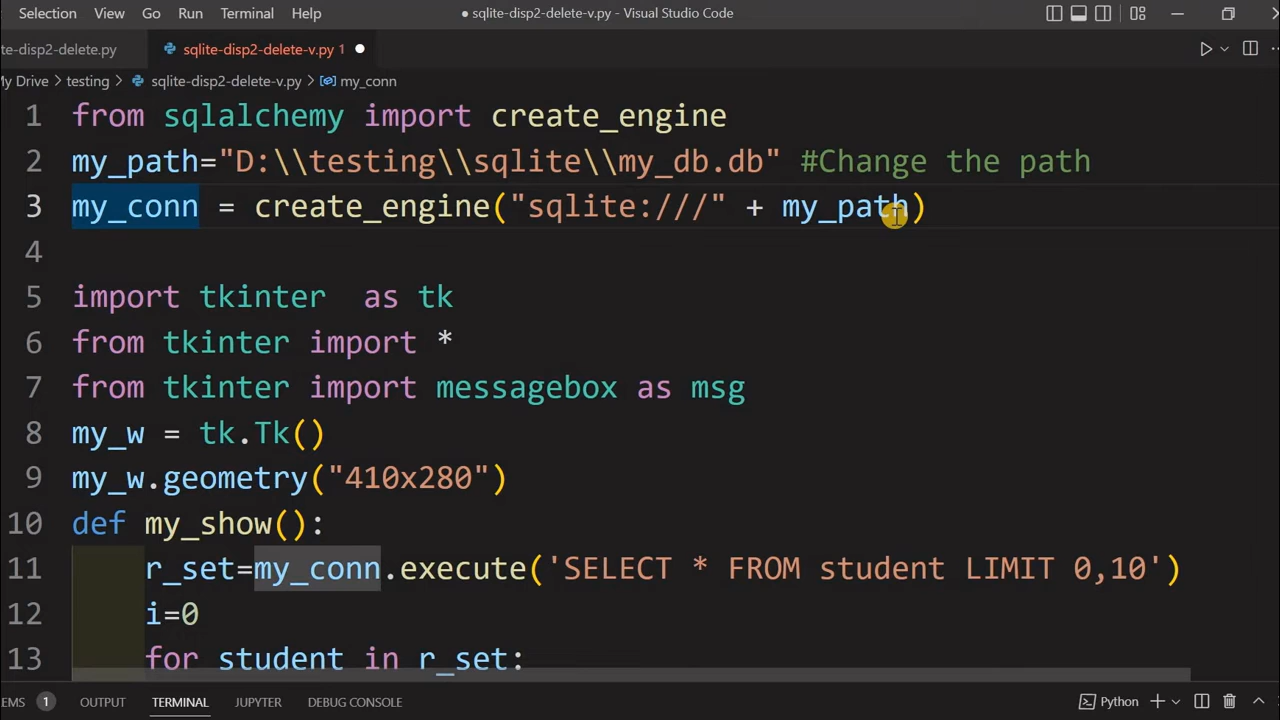 Selection View Go Run Terminal Help ● sqlite-disp2-delete-v.py - Visual Studio Code
te-disp2-delete.py sqlite-disp2-delete-v.py 1 ●
My Drive > testing > sqlite-disp2-delete-v.py > my_conn
1 from sqlalchemy import create_engine
2 my_path="D:\\testing\\sqlite\\my_db.db" #Change the path
3 my_conn = create_engine("sqlite:///" + my_path)
4
5 import tkinter  as tk
6 from tkinter import *
7 from tkinter import messagebox as msg
8 my_w = tk.Tk()
9 my_w.geometry("410x280")
10 def my_show():
11     r_set=my_conn.execute('SELECT * FROM student LIMIT 0,10')
12     i=0
13     for student in r_set:
EMS 1 OUTPUT TERMINAL JUPYTER DEBUG CONSOLE Python